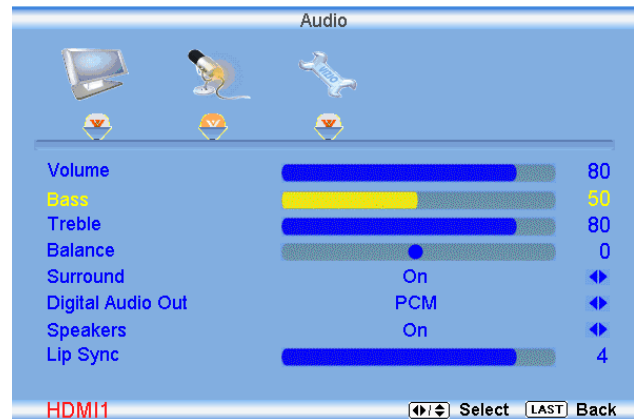 Audio
Volume 80
Bass 50
Treble 80
Balance 0
Surround On
Digital Audio Out PCM
Speakers On
Lip Sync 4
HDMI1 Select LAST Back